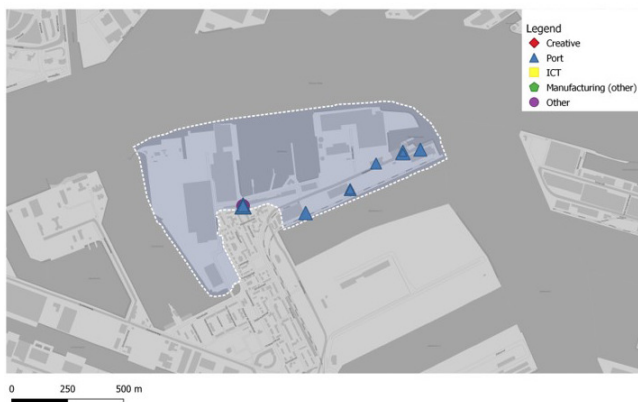 Legend
Creative
Port
ICT
Manufacturing (other)
Other
0 250 500 m